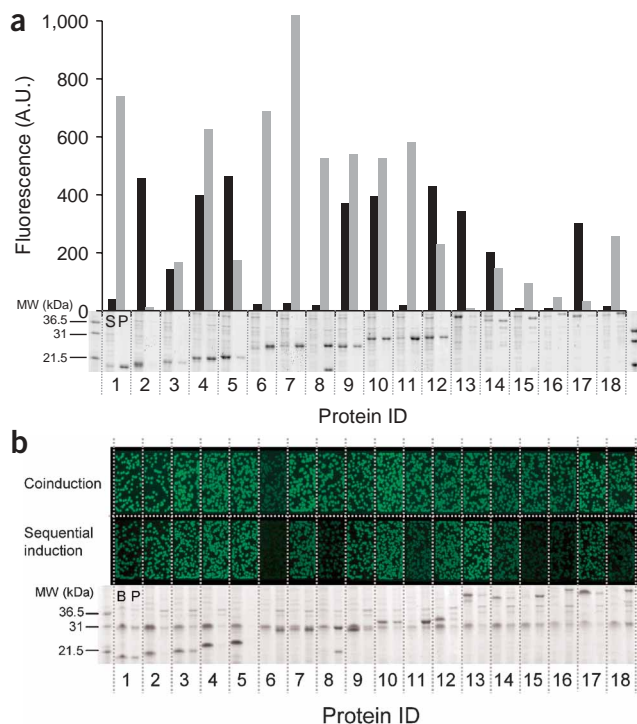 a
1,000
800
600
400
200
0
Fluorescence (A.U.)
MW (kDa)
36.5
31
21.5
S P
1 2 3 4 5 6 7 8 9 10 11 12 13 14 15 16 17 18
Protein ID
b
Coinduction
Sequential
induction
MW (kDa)
36.5
31
21.5
B P
1 2 3 4 5 6 7 8 9 10 11 12 13 14 15 16 17 18
Protein ID